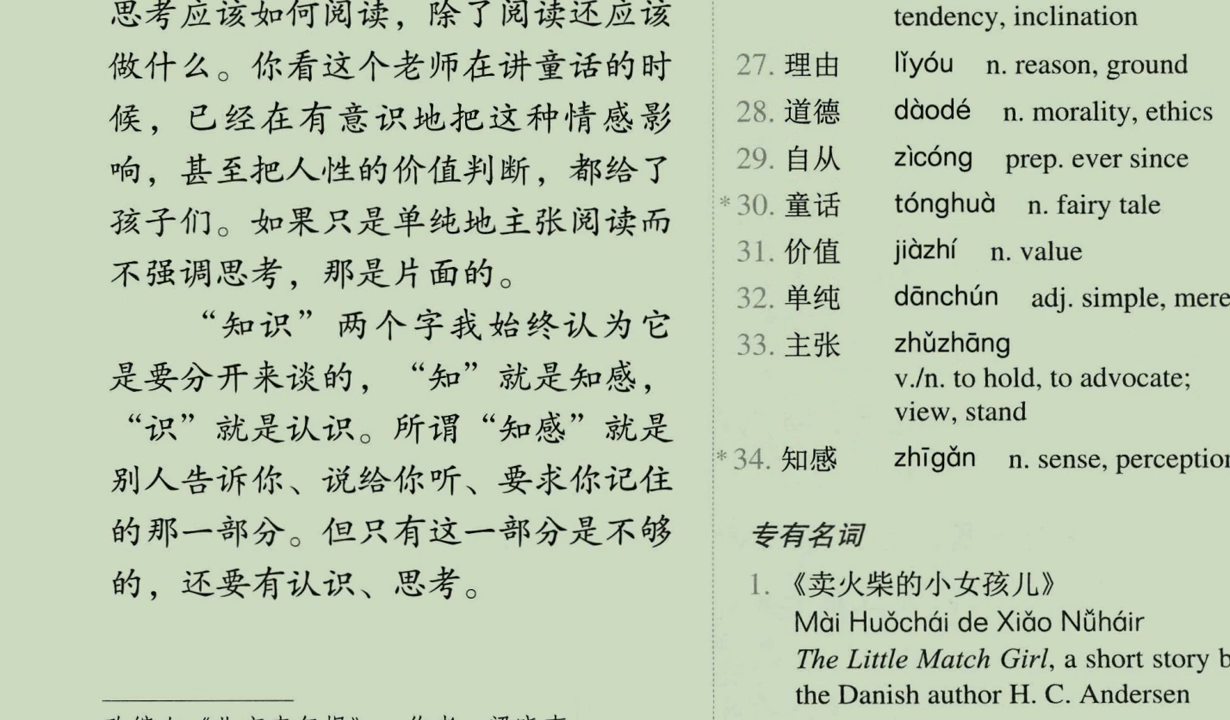 思考应该如何阅读，除了阅读还应该
做什么。你看这个老师在讲童话的时
候，已经在有意识地把这种情感影
响，甚至把人性的价值判断，都给了
孩子们。如果只是单纯地主张阅读而
不强调思考，那是片面的。
“知识”两个字我始终认为它
是要分开来谈的，“知”就是知感，
“识”就是认识。所谓“知感”就是
别人告诉你、说给你听、要求你记住
的那一部分。但只有这一部分是不够
的，还要有认识、思考。
tendency, inclination
27. 理由 lǐyóu n. reason, ground
28. 道德 dàodé n. morality, ethics
29. 自从 zìcóng prep. ever since
*30. 童话 tónghuà n. fairy tale
31. 价值 jiàzhí n. value
32. 单纯 dānchún adj. simple, mere
33. 主张 zhǔzhāng
v./n. to hold, to advocate;
view, stand
*34. 知感 zhīgǎn n. sense, perception
专有名词
1. 《卖火柴的小女孩儿》
Mài Huǒchái de Xiǎo Nǚháir
The Little Match Girl, a short story
the Danish author H. C. Andersen